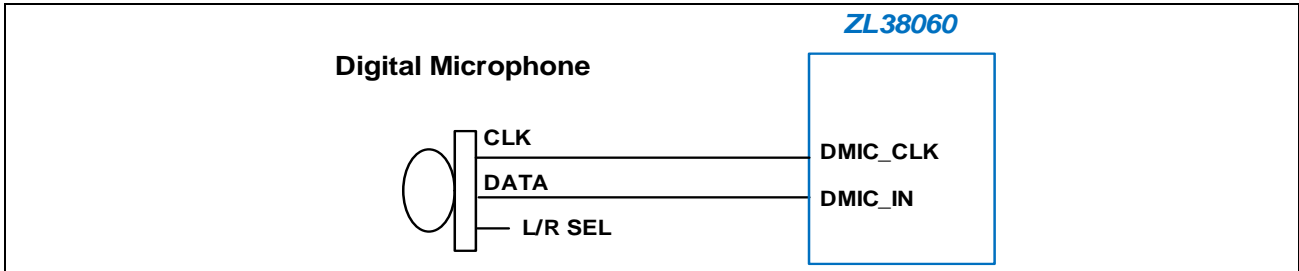 ZL38060
Digital Microphone
CLK
DMIC_CLK
DATA
DMIC_IN
L/R SEL